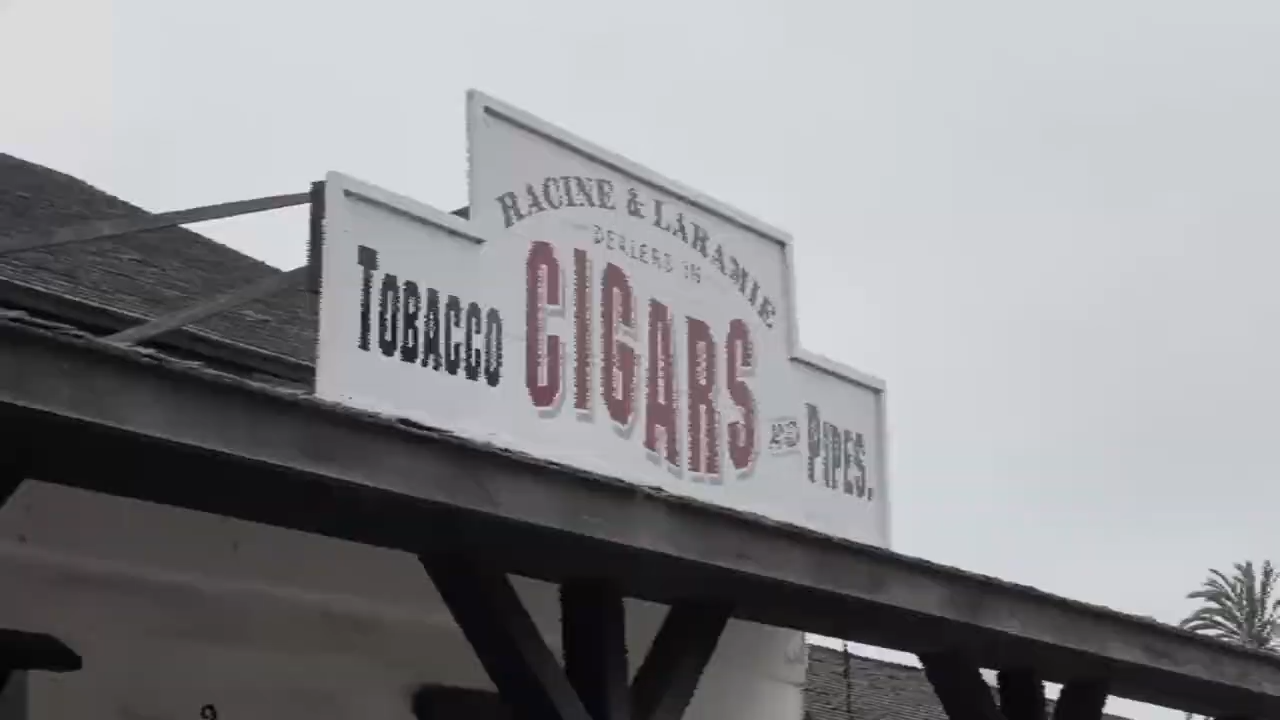 RACINE & LARAMIE
DEALERS IN
TOBACCO CIGARS AND PIPES.